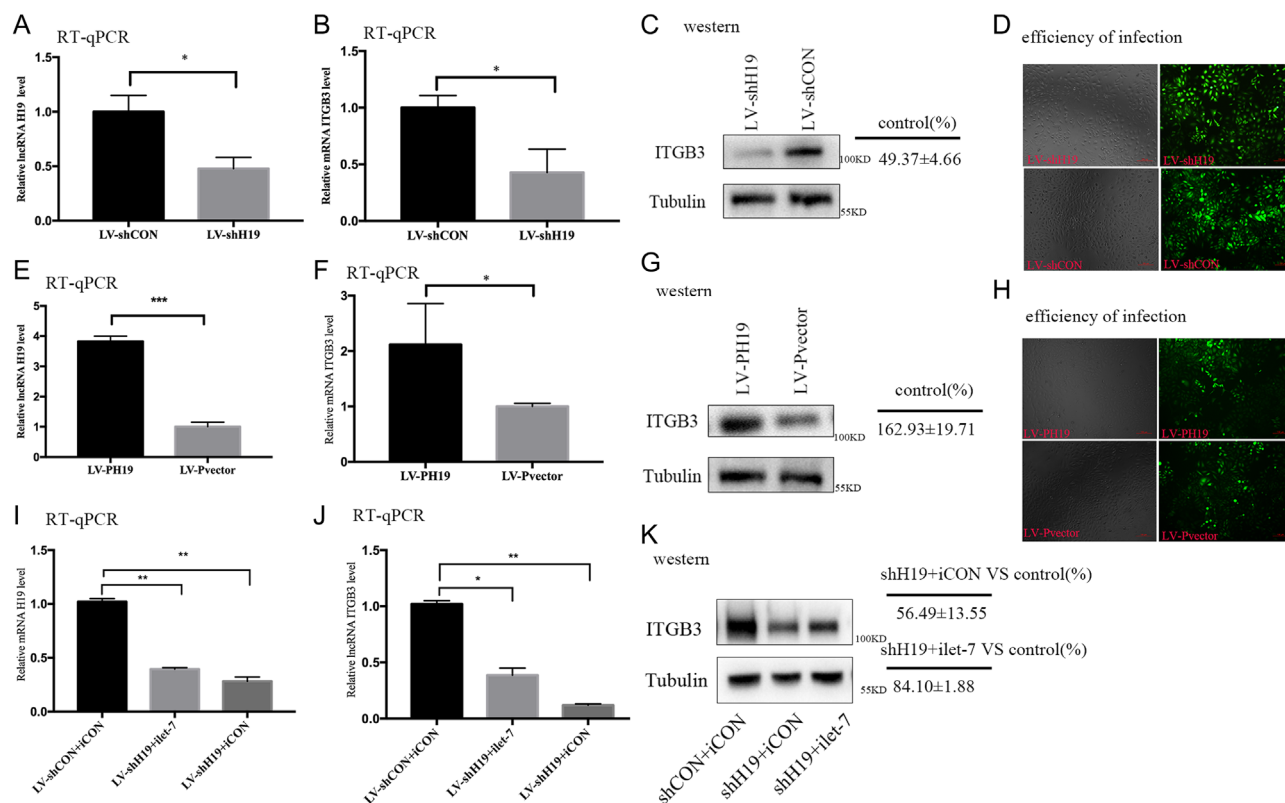 A
RT-qPCR
Relative lncRNA H19 level
1.5
1.0
0.5
0.0
*
LV-shCON
LV-shH19
B
RT-qPCR
Relative mRNA ITGB3 level
1.5
1.0
0.5
0.0
*
LV-shCON
LV-shH19
C
western
LV-shH19
LV-shCON
ITGB3
100KD
Tubulin
55KD
control(%)
49.37±4.66
D
efficiency of infection
LV-shH19
LV-shH19
LV-shCON
LV-shCON
E
RT-qPCR
Relative lncRNA H19 level
5
4
3
2
1
0
***
LV-PH19
LV-Pvector
F
RT-qPCR
Relative mRNA ITGB3 level
3
2
1
0
*
LV-PH19
LV-Pvector
G
western
LV-PH19
LV-Pvector
ITGB3
100KD
Tubulin
55KD
control(%)
162.93±19.71
H
efficiency of infection
LV-PH19
LV-PH19
LV-Pvector
LV-Pvector
I
RT-qPCR
Relative mRNA H19 level
1.5
1.0
0.5
0.0
**
**
LV-shCON+iCON
LV-shH19+ilet-7
LV-shH19+iCON
J
RT-qPCR
Relative lncRNA ITGB3 level
1.5
1.0
0.5
0.0
**
*
LV-shCON+iCON
LV-shH19+ilet-7
LV-shH19+iCON
K
western
ITGB3
100KD
Tubulin
55KD
shCON+iCON
shH19+iCON
shH19+ilet-7
shH19+iCON VS control(%)
56.49±13.55
shH19+ilet-7 VS control(%)
84.10±1.88